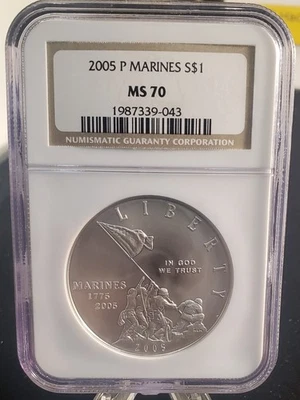 2005 P MARINES S$1
MS 70
1987339-043
NUMISMATIC GUARANTY CORPORATION
LIBERTY
IN GOD
WE TRUST
MARINES
1775
2005
2005